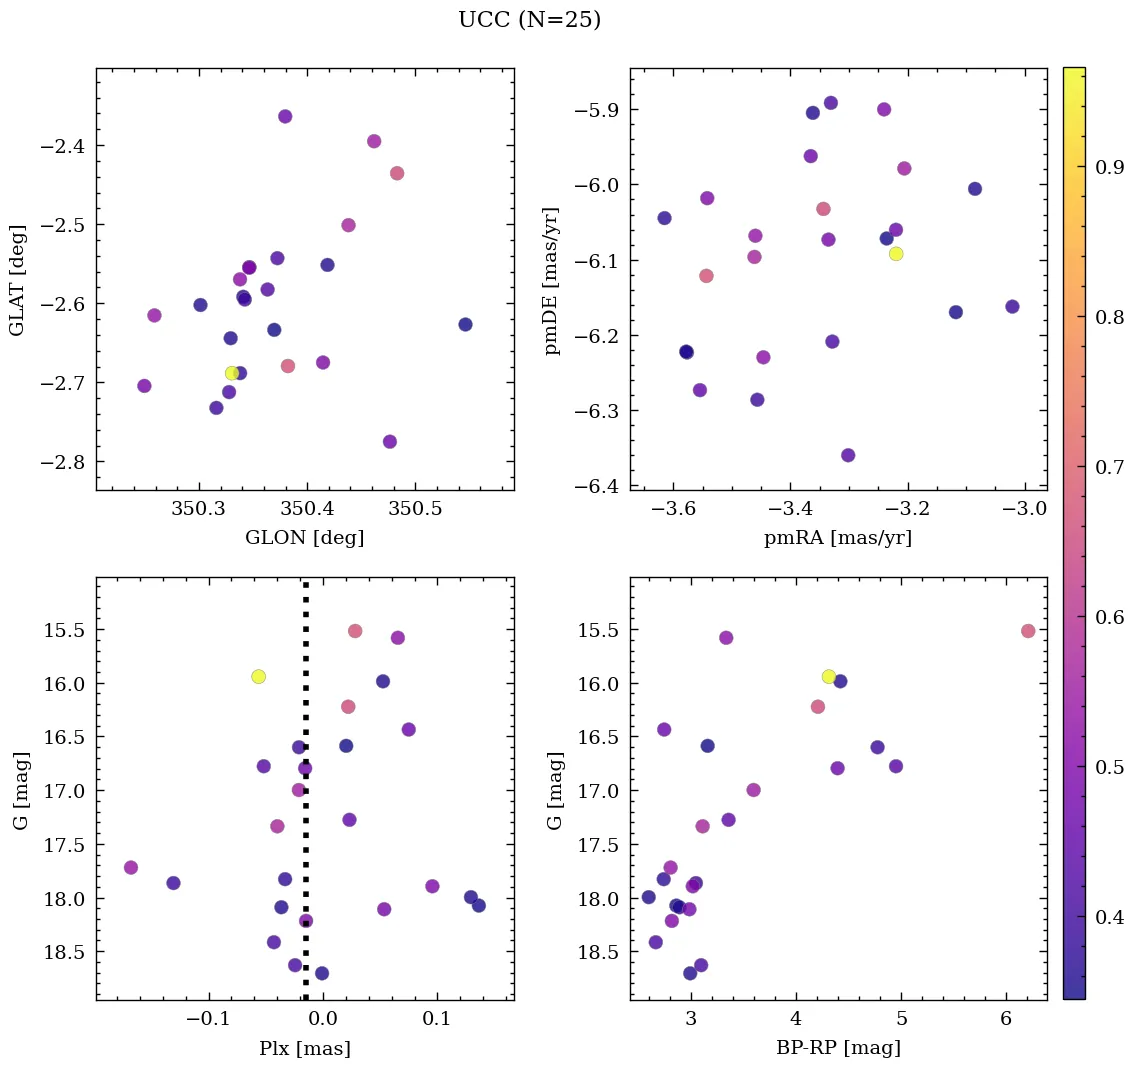 UCC (N=25)
−2.4
−2.5
−2.6
−2.7
−2.8
GLAT [deg]
350.3 350.4 350.5
GLON [deg]
−5.9
−6.0
−6.1
−6.2
−6.3
−6.4
pmDE [mas/yr]
−3.6 −3.4 −3.2 −3.0
pmRA [mas/yr]
15.5
16.0
16.5
17.0
17.5
18.0
18.5
G [mag]
−0.1 0.0 0.1
Plx [mas]
15.5
16.0
16.5
17.0
17.5
18.0
18.5
G [mag]
3 4 5 6
BP-RP [mag]
0.9
0.8
0.7
0.6
0.5
0.4